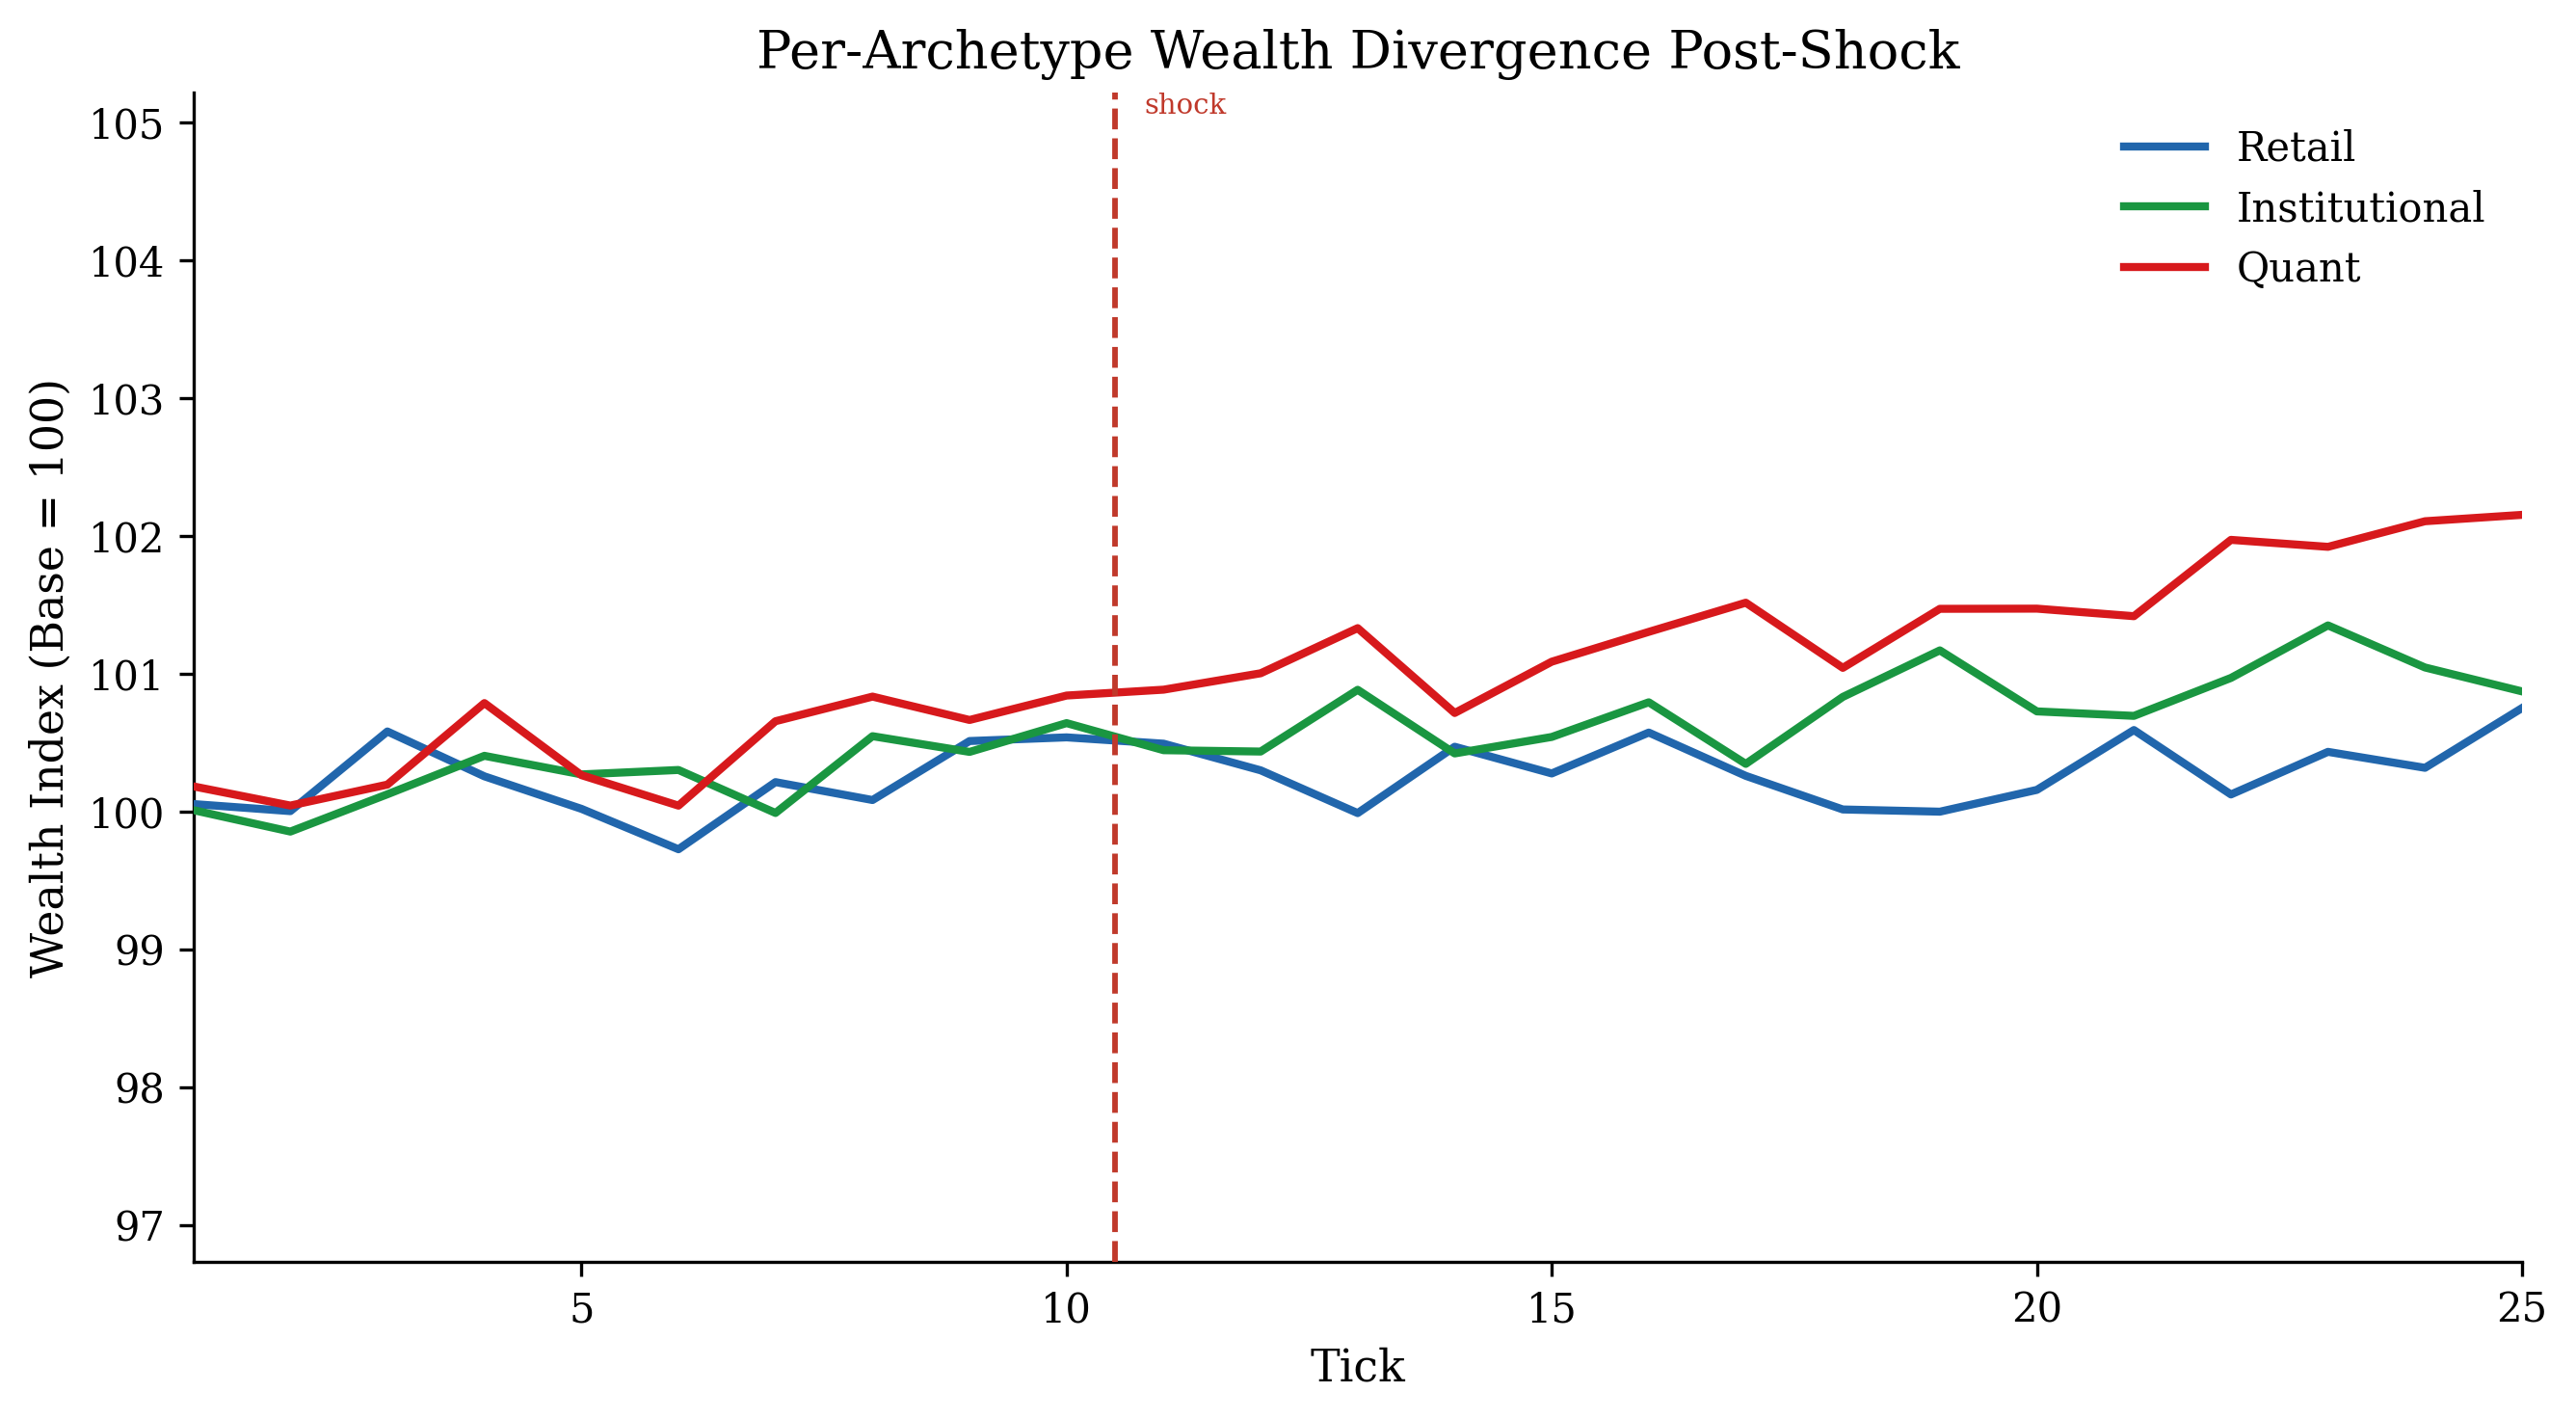 Per-Archetype Wealth Divergence Post-Shock
shock
Retail
Institutional
Quant
Wealth Index (Base = 100)
105
104
103
102
101
100
99
98
97
5
10
15
20
25
Tick